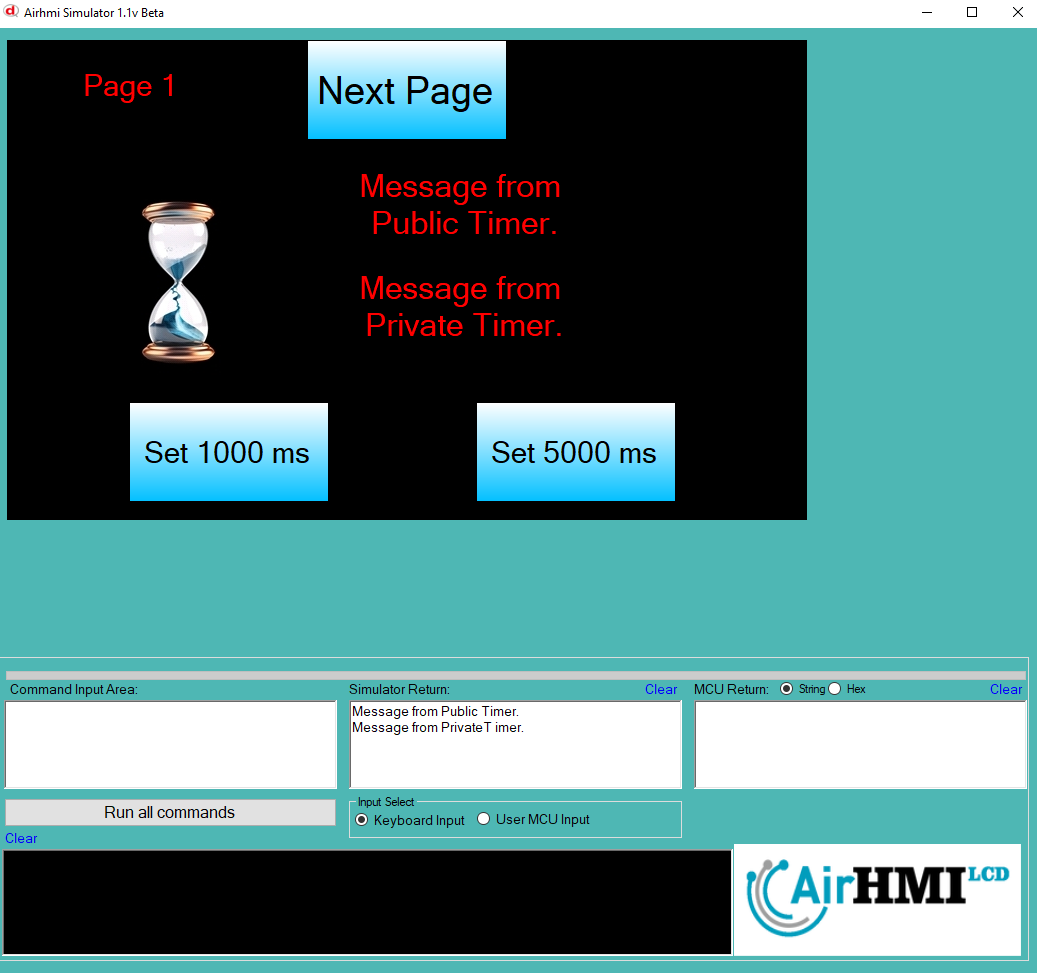 Airhmi Simulator 1.1v Beta
Page 1
Next Page
Message from
Public Timer.
Message from
Private Timer.
Set 1000 ms
Set 5000 ms
Command Input Area:
Simulator Return:
Clear
MCU Return:
String
Hex
Clear
Message from Public Timer.
Message from PrivateT imer.
Run all commands
Input Select
Keyboard Input
User MCU Input
Clear
AirHMI LCD